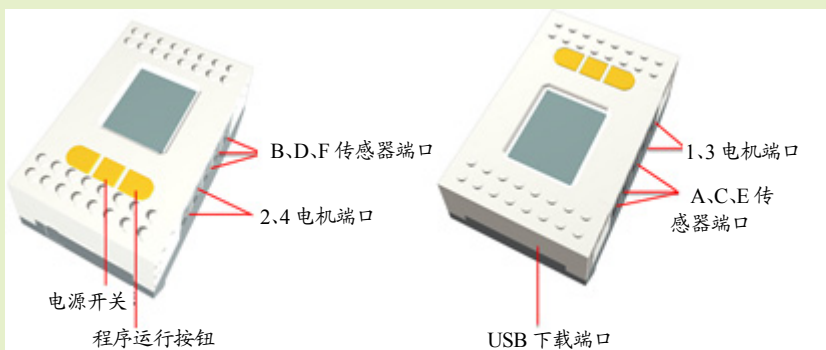 B、D、F 传感器端口
2、4 电机端口
电源开关
程序运行按钮
1、3 电机端口
A、C、E 传
感器端口
USB 下载端口